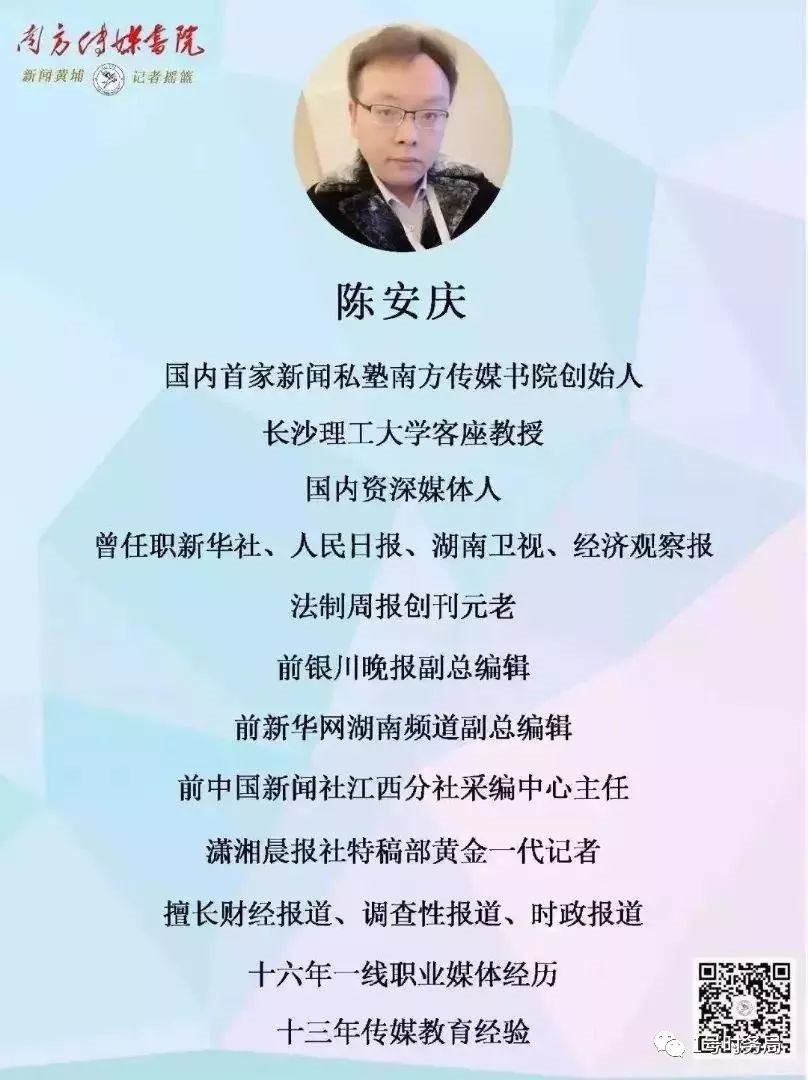 南方传媒书院
新闻黄埔 记者摇篮
陈安庆
国内首家新闻私塾南方传媒书院创始人
长沙理工大学客座教授
国内资深媒体人
曾任职新华社、人民日报、湖南卫视、经济观察报
法制周报创刊元老
前银川晚报副总编辑
前新华网湖南频道副总编辑
前中国新闻社江西分社采编中心主任
潇湘晨报社特稿部黄金一代记者
擅长财经报道、调查性报道、时政报道
十六年一线职业媒体经历
十三年传媒教育经验
1号时务局